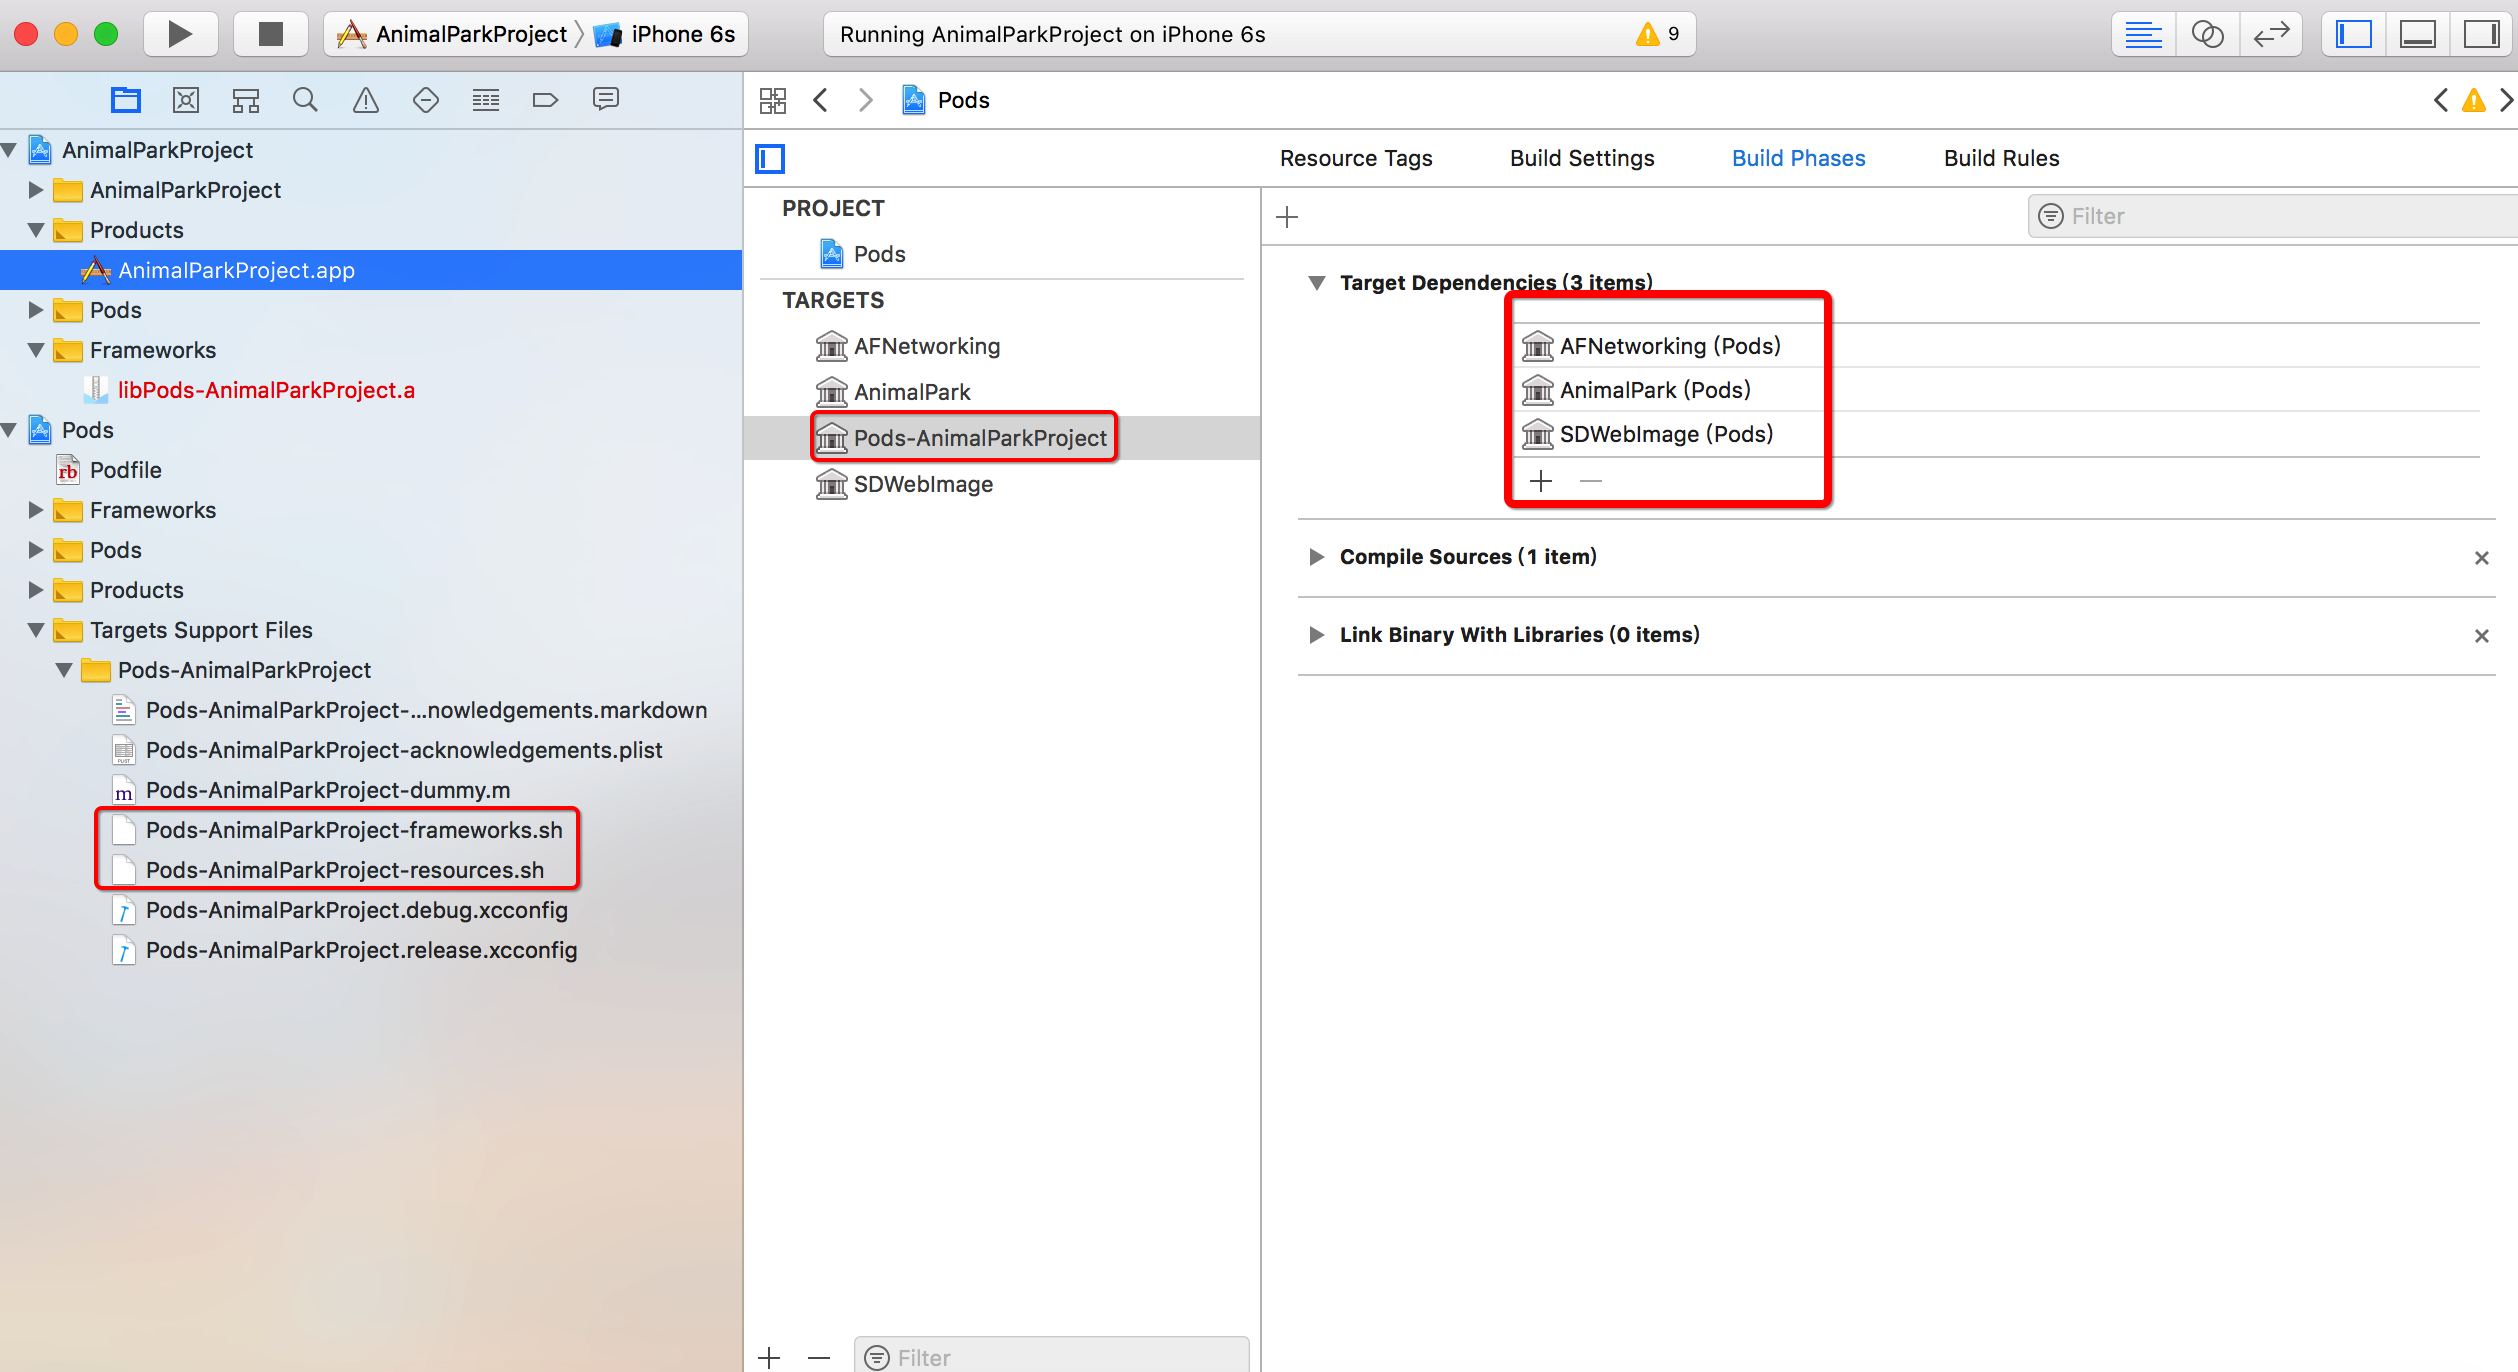 AnimalParkProject iPhone 6s
Running AnimalParkProject on iPhone 6s 9
Pods
AnimalParkProject
AnimalParkProject
Products
AnimalParkProject.app
Pods
Frameworks
libPods-AnimalParkProject.a
Pods
Podfile
Frameworks
Pods
Products
Targets Support Files
Pods-AnimalParkProject
Pods-AnimalParkProject-...nowledgements.markdown
Pods-AnimalParkProject-acknowledgements.plist
Pods-AnimalParkProject-dummy.m
Pods-AnimalParkProject-frameworks.sh
Pods-AnimalParkProject-resources.sh
Pods-AnimalParkProject.debug.xcconfig
Pods-AnimalParkProject.release.xcconfig
Resource Tags Build Settings Build Phases Build Rules
PROJECT
Pods
TARGETS
AFNetworking
AnimalPark
Pods-AnimalParkProject
SDWebImage
Filter
Filter
Target Dependencies (3 items)
AFNetworking (Pods)
AnimalPark (Pods)
SDWebImage (Pods)
Compile Sources (1 item)
Link Binary With Libraries (0 items)